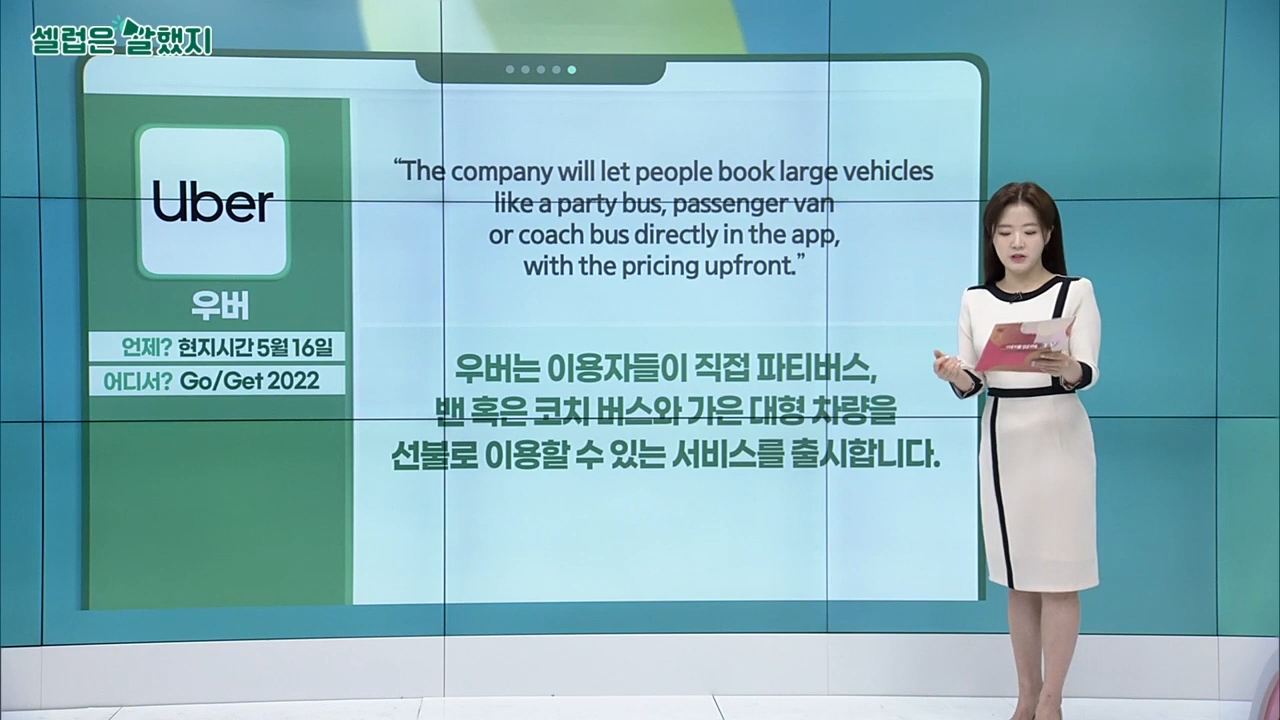 셀럽은 쌀했지
Uber
우버
언제? 현지시간 5월 16일
어디서? Go/Get 2022
“The company will let people book large vehicles
like a party bus, passenger van
or coach bus directly in the app,
with the pricing upfront.”
우버는 이용자들이 직접 파티버스,
밴 혹은 코치 버스와 가은 대형 차량을
선불로 이용할 수 있는 서비스를 출시합니다.